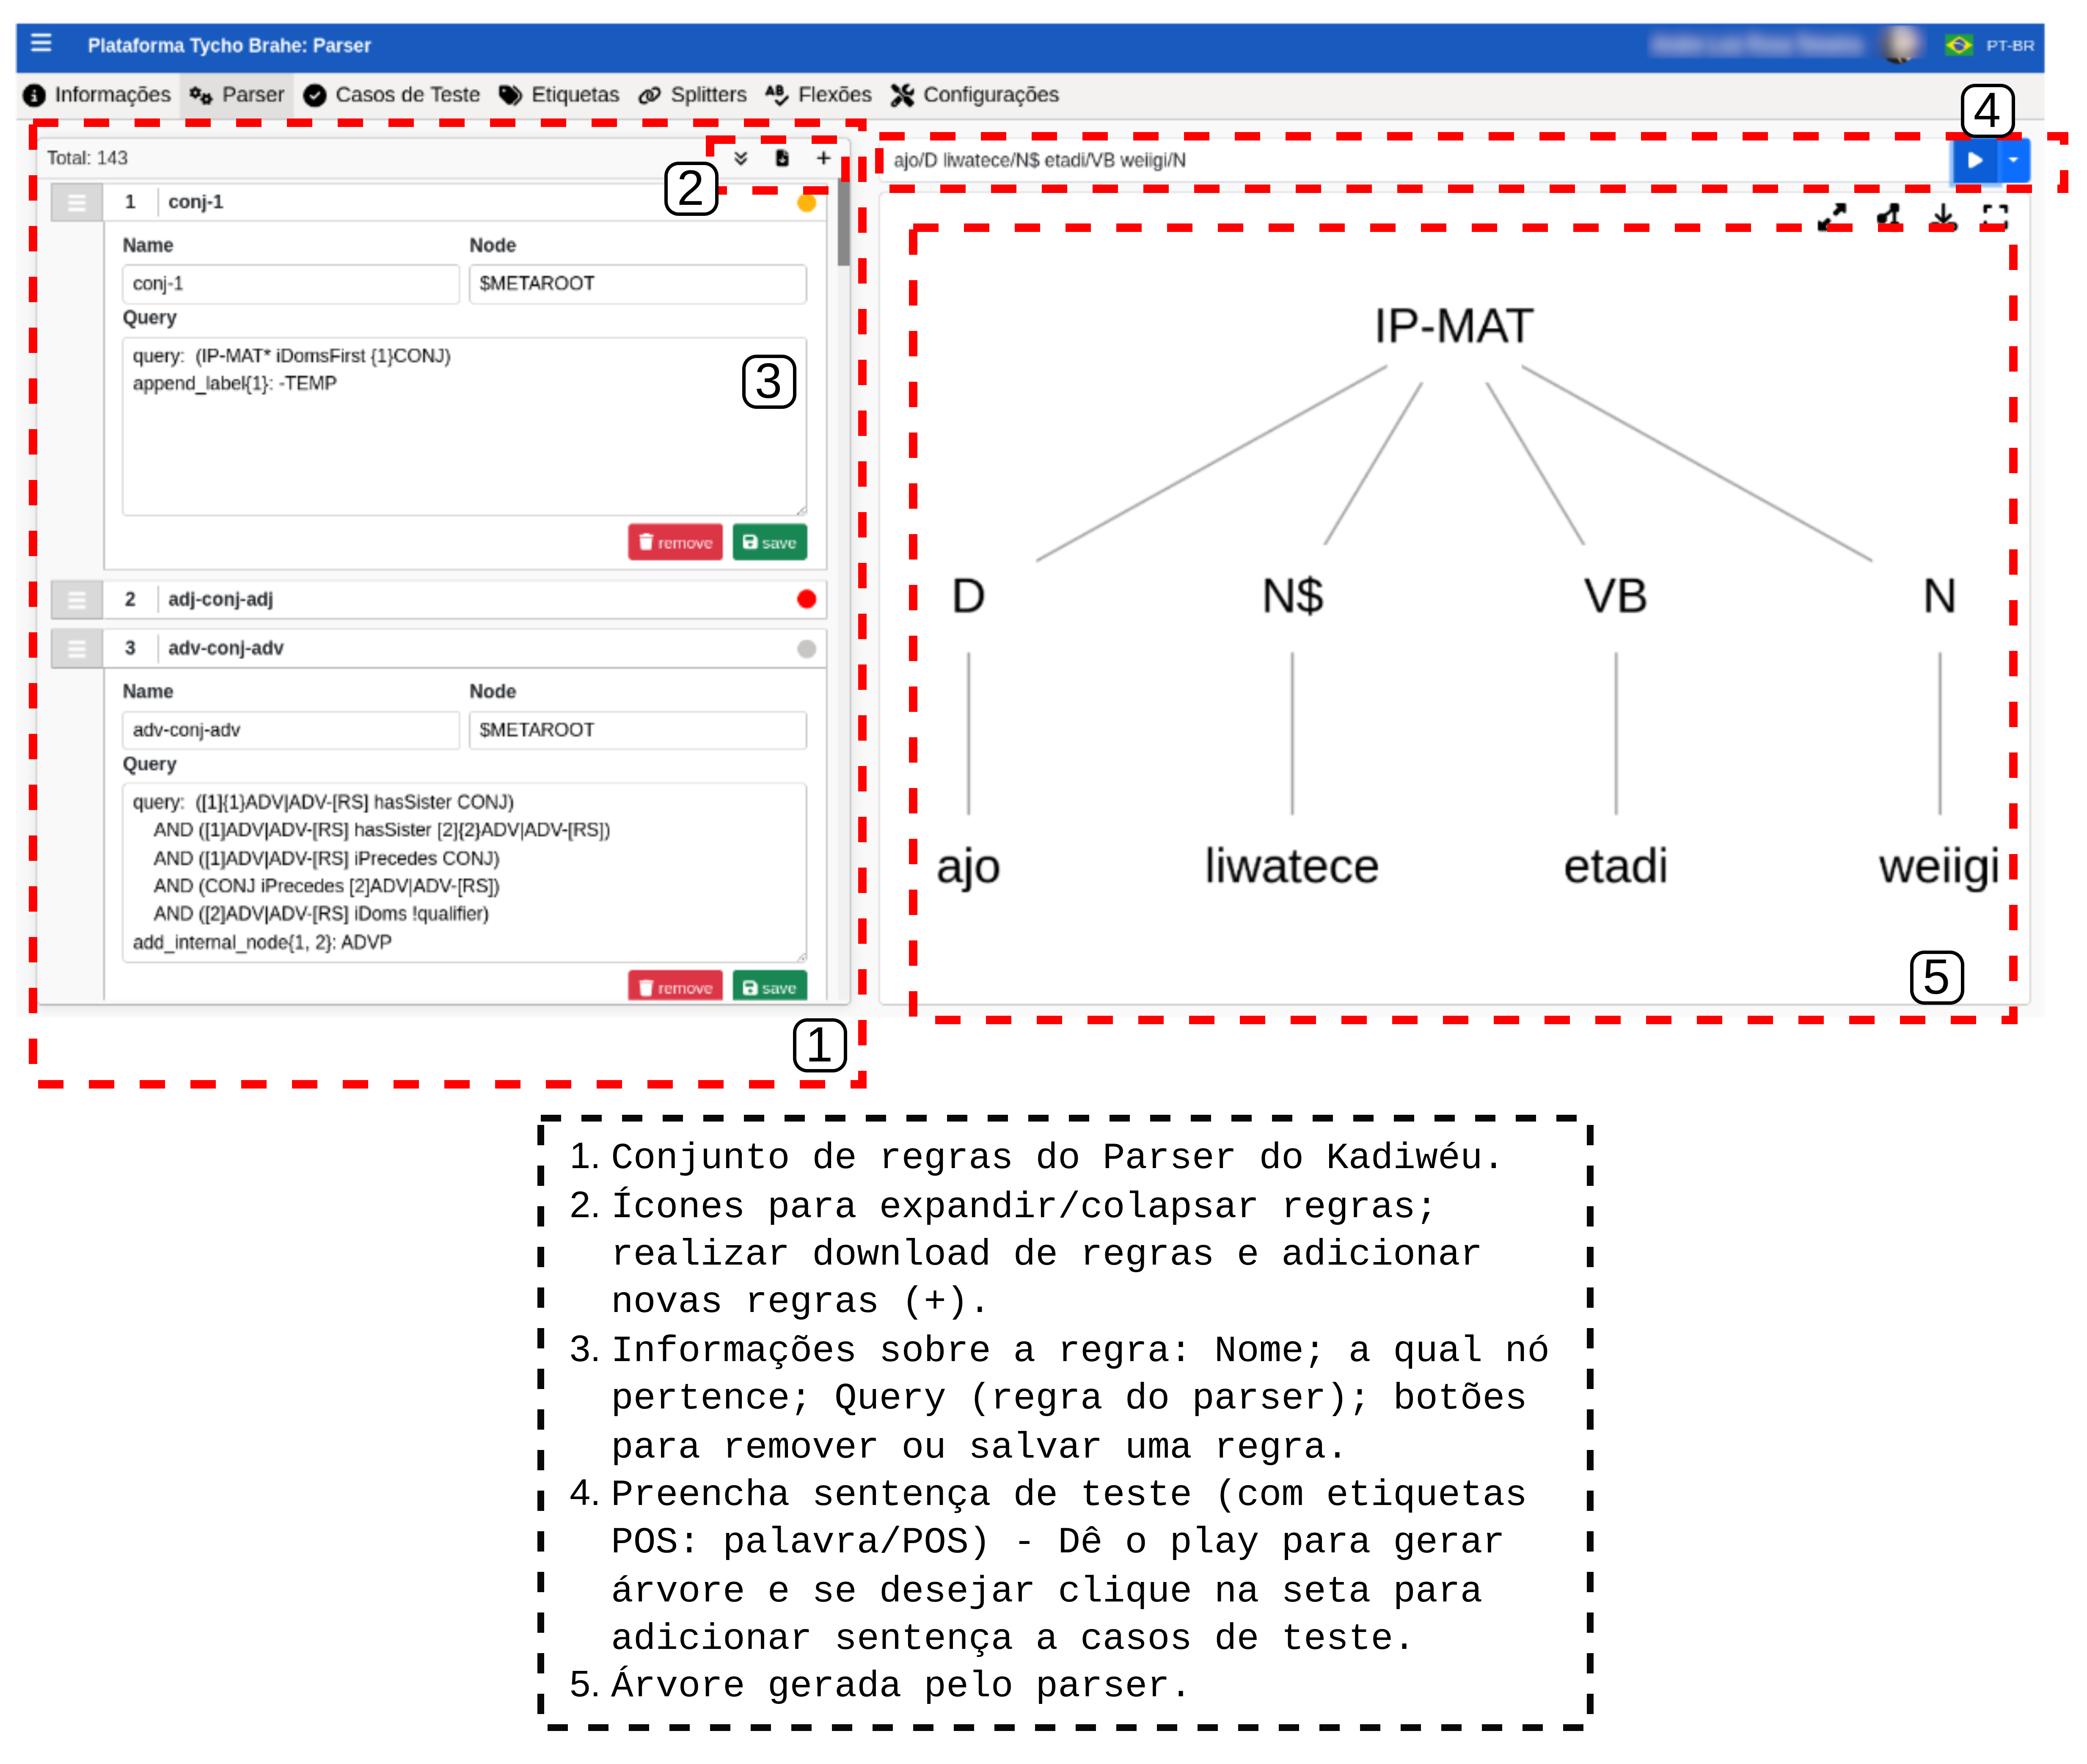 Plataforma Tycho Brahe: Parser
PT-BR
Informações Parser Casos de Teste Etiquetas Splitters Flexões Configurações
4
Total: 143
2
ajo/D liwatece/N$ etadi/VB weiigi/N
1 conj-1
Name Node
conj-1 $METAROOT
Query
query: (IP-MAT* iDomsFirst {1}CONJ)
append_label{1}: -TEMP
3
remove save
2 adj-conj-adj
3 adv-conj-adv
Name Node
adv-conj-adv $METAROOT
Query
query: ([1]{1}ADV|ADV-[RS] hasSister CONJ)
AND ([1]ADV|ADV-[RS] hasSister [2]{2}ADV|ADV-[RS])
AND ([1]ADV|ADV-[RS] iPrecedes CONJ)
AND (CONJ iPrecedes [2]ADV|ADV-[RS])
AND ([2]ADV|ADV-[RS] iDoms !qualifier)
add_internal_node{1, 2}: ADVP
remove save
1
IP-MAT
D N$ VB N
ajo liwatece etadi weiigi
5
1. Conjunto de regras do Parser do Kadiwéu.
2. Ícones para expandir/colapsar regras;
realizar download de regras e adicionar
novas regras (+).
3. Informações sobre a regra: Nome; a qual nó
pertence; Query (regra do parser); botões
para remover ou salvar uma regra.
4. Preencha sentença de teste (com etiquetas
POS: palavra/POS) - Dê o play para gerar
árvore e se desejar clique na seta para
adicionar sentença a casos de teste.
5. Árvore gerada pelo parser.